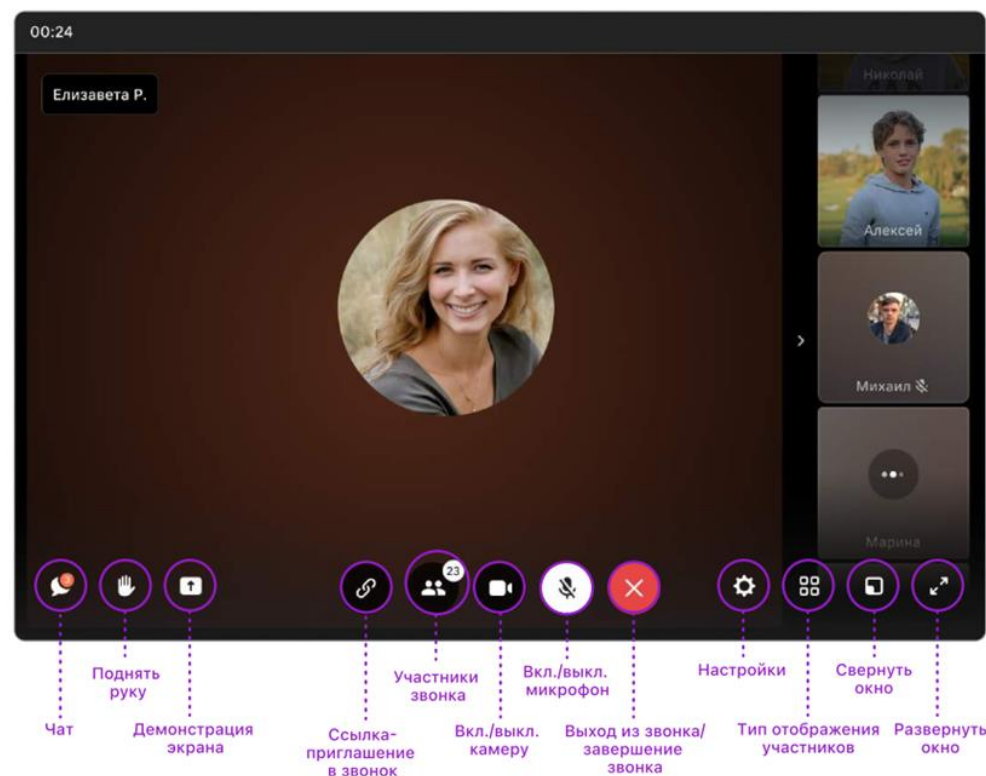 00:24
Елизавета Р.
Николай
Алексей
Михаил
Марина
3
23
Поднять
руку
Участники
звонка
Вкл./выкл.
микрофон
Настройки
Свернуть
окно
Чат
Демонстрация
экрана
Ссылка-
приглашение
в звонок
Вкл./выкл.
камеру
Выход из звонка/
завершение
звонка
Тип отображения
участников
Развернуть
окно